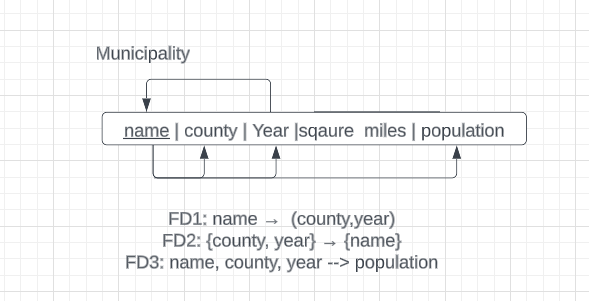 Municipality
name | county | Year |sqaure miles | population
FD1: name → (county,year)
FD2: {county, year} → {name}
FD3: name, county, year --> population